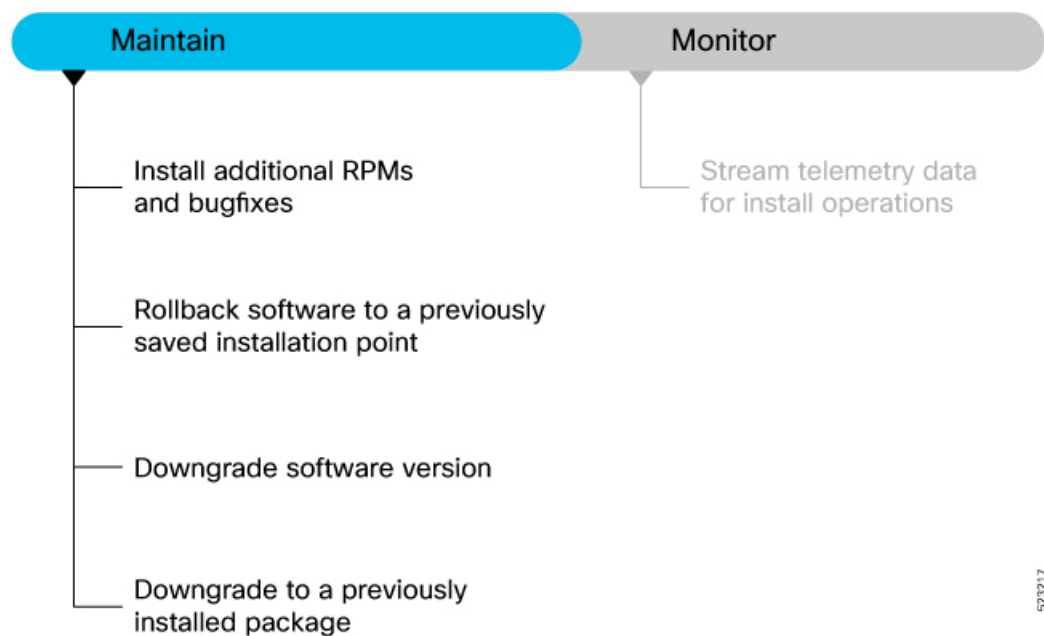 Maintain
Monitor
Install additional RPMs
and bugfixes
Stream telemetry data
for install operations
Rollback software to a previously
saved installation point
Downgrade software version
Downgrade to a previously
installed package
523217